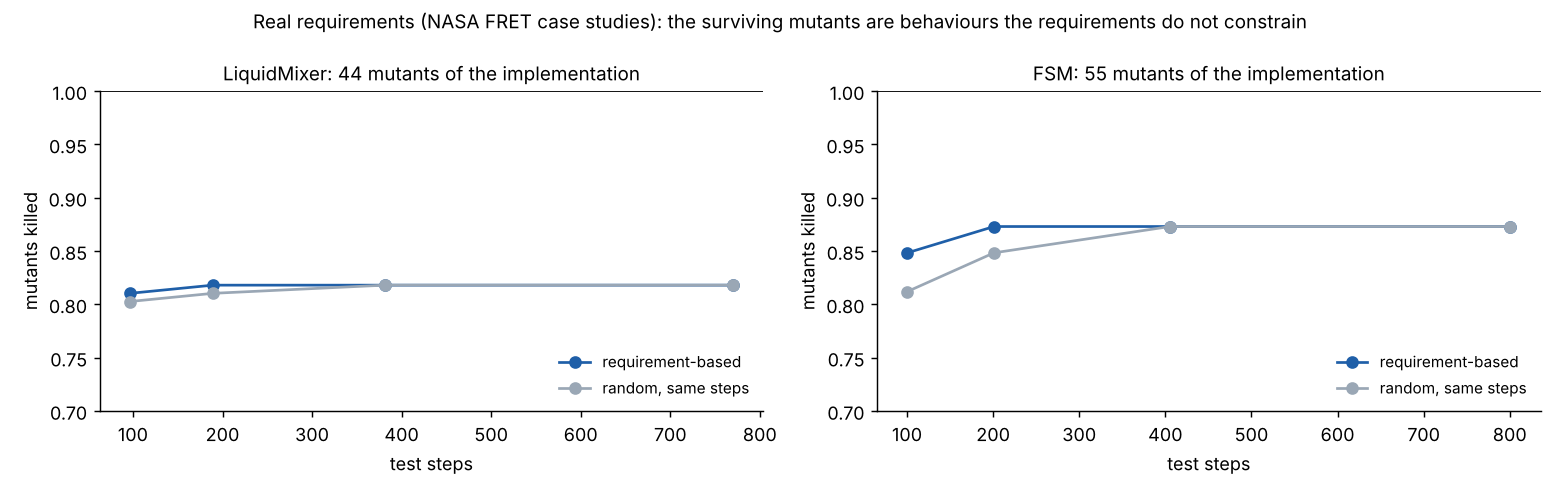 Real requirements (NASA FRET case studies): the surviving mutants are behaviours the requirements do not constrain
LiquidMixer: 44 mutants of the implementation
mutants killed
1.00
0.95
0.90
0.85
0.80
0.75
0.70
requirement-based
random, same steps
100 200 300 400 500 600 700 800
test steps
FSM: 55 mutants of the implementation
mutants killed
1.00
0.95
0.90
0.85
0.80
0.75
0.70
requirement-based
random, same steps
100 200 300 400 500 600 700 800
test steps